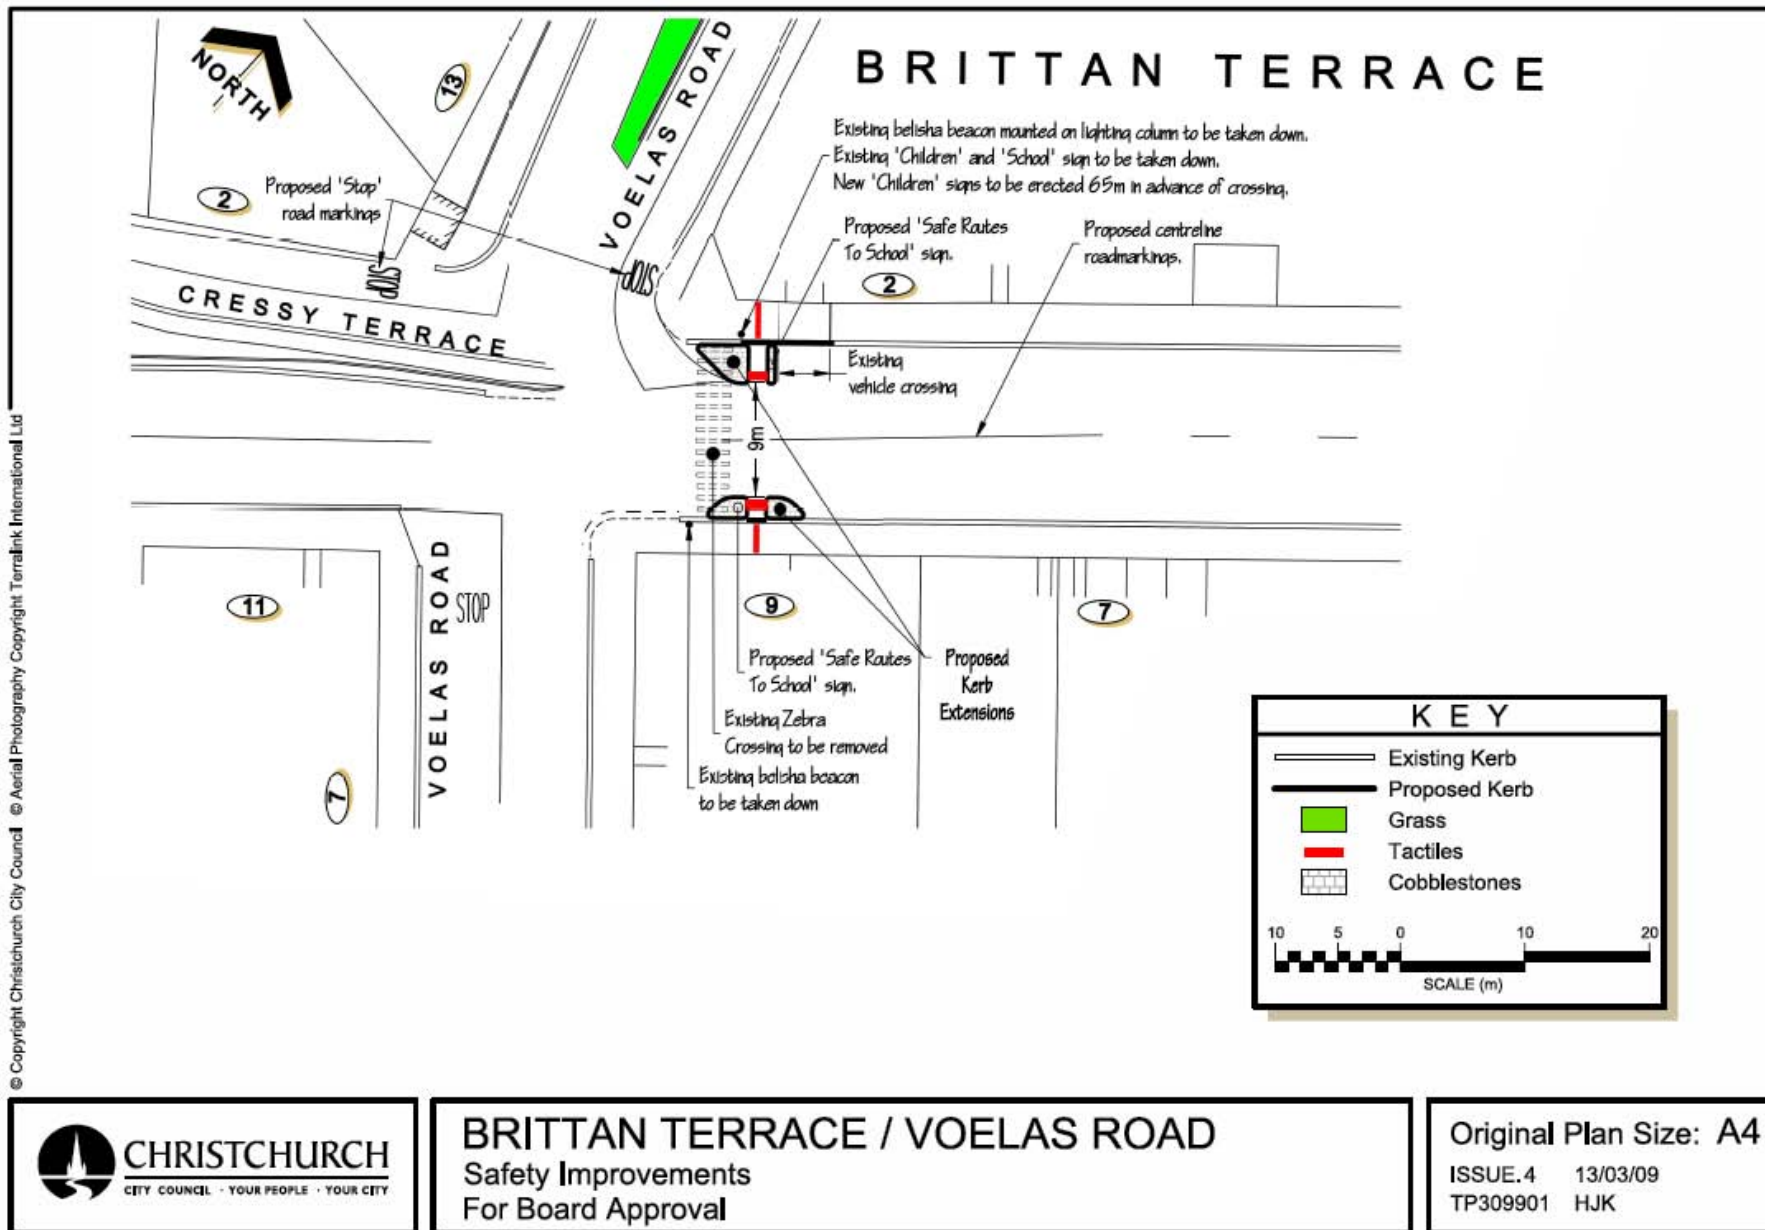 NORTH
13
BRITTAN TERRACE
VOELAS ROAD
Existing belisha beacon mounted on lighting column to be taken down.
Existing 'Children' and 'School' sign to be taken down.
New 'Children' signs to be erected 65m in advance of crossing.
2
Proposed 'Stop'
road markings
Proposed 'Safe Routes
To School' sign.
Proposed centreline
roadmarkings.
2
STOP
STOP
CRESSY TERRACE
Existing
vehicle crossing
9m
11
VOELAS ROAD
STOP
9
7
7
Proposed 'Safe Routes
To School' sign.
Proposed
Kerb
Extensions
Existing Zebra
Crossing to be removed
Existing belisha beacon
to be taken down
KEY
Existing Kerb
Proposed Kerb
Grass
Tactiles
Cobblestones
10 5 0 10 20
SCALE (m)
© Copyright Christchurch City Council © Aerial Photography Copyright Terralink International Ltd
CHRISTCHURCH
CITY COUNCIL · YOUR PEOPLE · YOUR CITY
BRITTAN TERRACE / VOELAS ROAD
Safety Improvements
For Board Approval
Original Plan Size: A4
ISSUE.4 13/03/09
TP309901 HJK